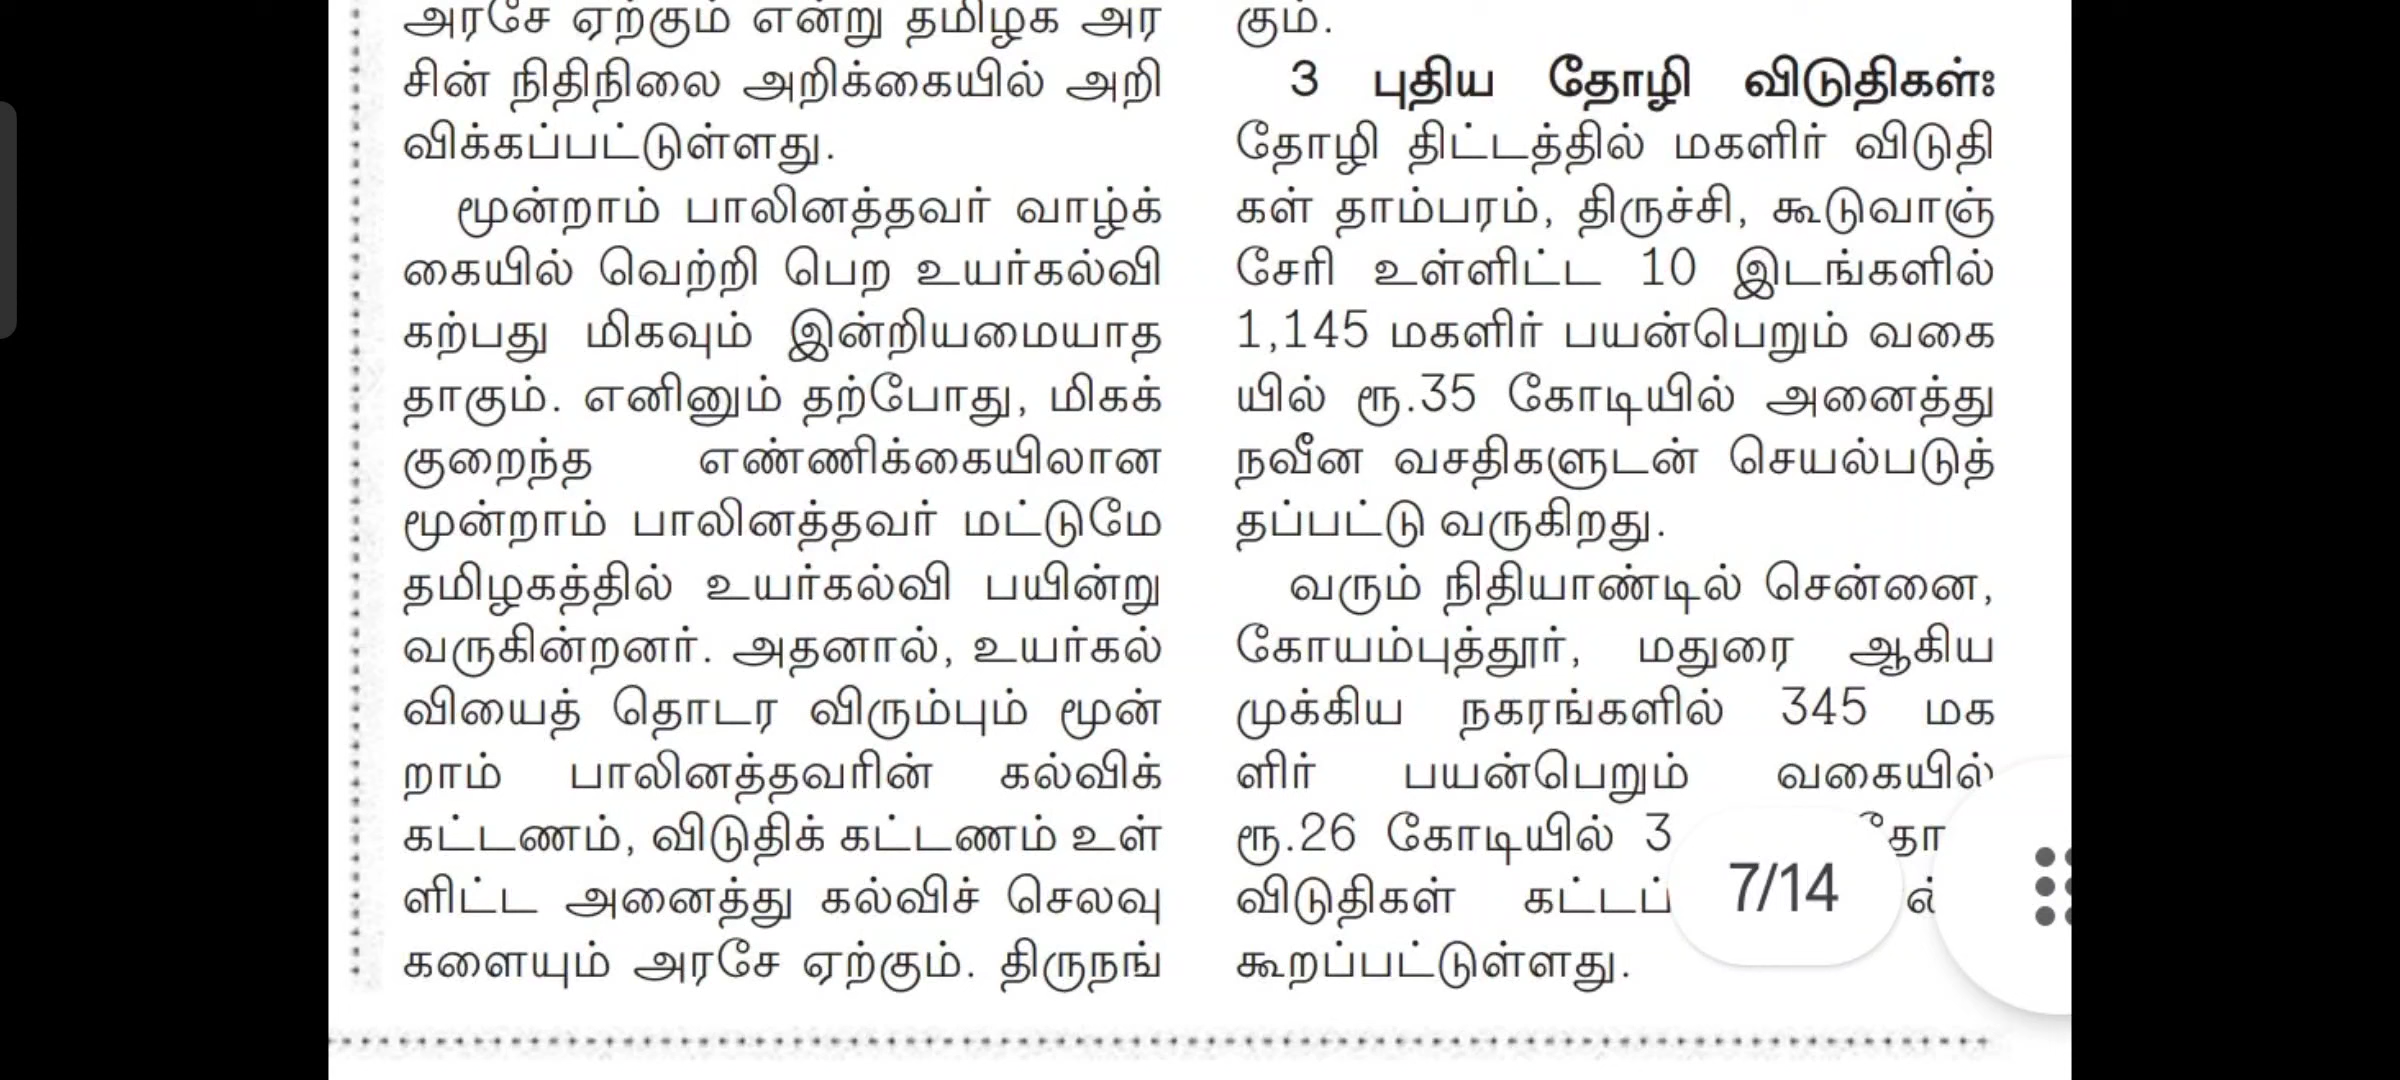 அரசே ஏற்கும் என்று தமிழக அர
சின் நிதிநிலை அறிக்கையில் அறி
விக்கப்பட்டுள்ளது.
மூன்றாம் பாலினத்தவர் வாழ்க்
கையில் வெற்றி பெற உயர்கல்வி
கற்பது மிகவும் இன்றியமையாத
தாகும். எனினும் தற்போது, மிகக்
குறைந்த எண்ணிக்கையிலான
மூன்றாம் பாலினத்தவர் மட்டுமே
தமிழகத்தில் உயர்கல்வி பயின்று
வருகின்றனர். அதனால், உயர்கல்
வியைத் தொடர விரும்பும் மூன்
றாம் பாலினத்தவரின் கல்விக்
கட்டணம், விடுதிக் கட்டணம் உள்
ளிட்ட அனைத்து கல்விச் செலவு
களையும் அரசே ஏற்கும். திருநங்
கும்.
3 புதிய தோழி விடுதிகள்:
தோழி திட்டத்தில் மகளிர் விடுதி
கள் தாம்பரம், திருச்சி, கூடுவாஞ்
சேரி உள்ளிட்ட 10 இடங்களில்
1,145 மகளிர் பயன்பெறும் வகை
யில் ரூ.35 கோடியில் அனைத்து
நவீன வசதிகளுடன் செயல்படுத்
தப்பட்டு வருகிறது.
வரும் நிதியாண்டில் சென்னை,
கோயம்புத்தூர், மதுரை ஆகிய
முக்கிய நகரங்களில் 345 மக
ளிர் பயன்பெறும் வகையில்
ரூ.26 கோடியில் 3
விடுதிகள்
கூறப்பட்டுள்ளது.
7/14